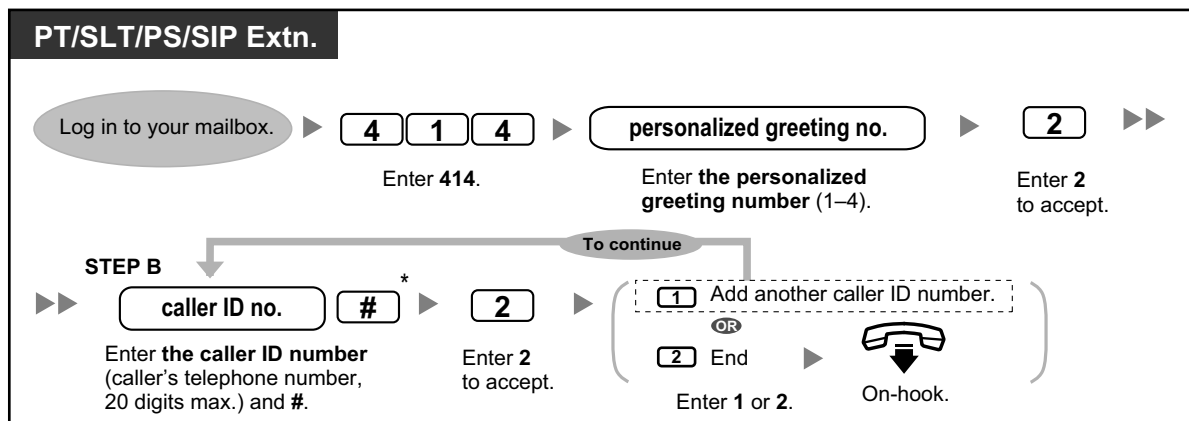 PT/SLT/PS/SIP Extn.
Log in to your mailbox.
4 1 4
personalized greeting no.
2
Enter 414.
Enter the personalized
greeting number (1–4).
Enter 2
to accept.
To continue
STEP B
caller ID no.
# *
2
1 Add another caller ID number.
OR
2 End
Enter the caller ID number
(caller's telephone number,
20 digits max.) and #.
Enter 2
to accept.
Enter 1 or 2.
On-hook.